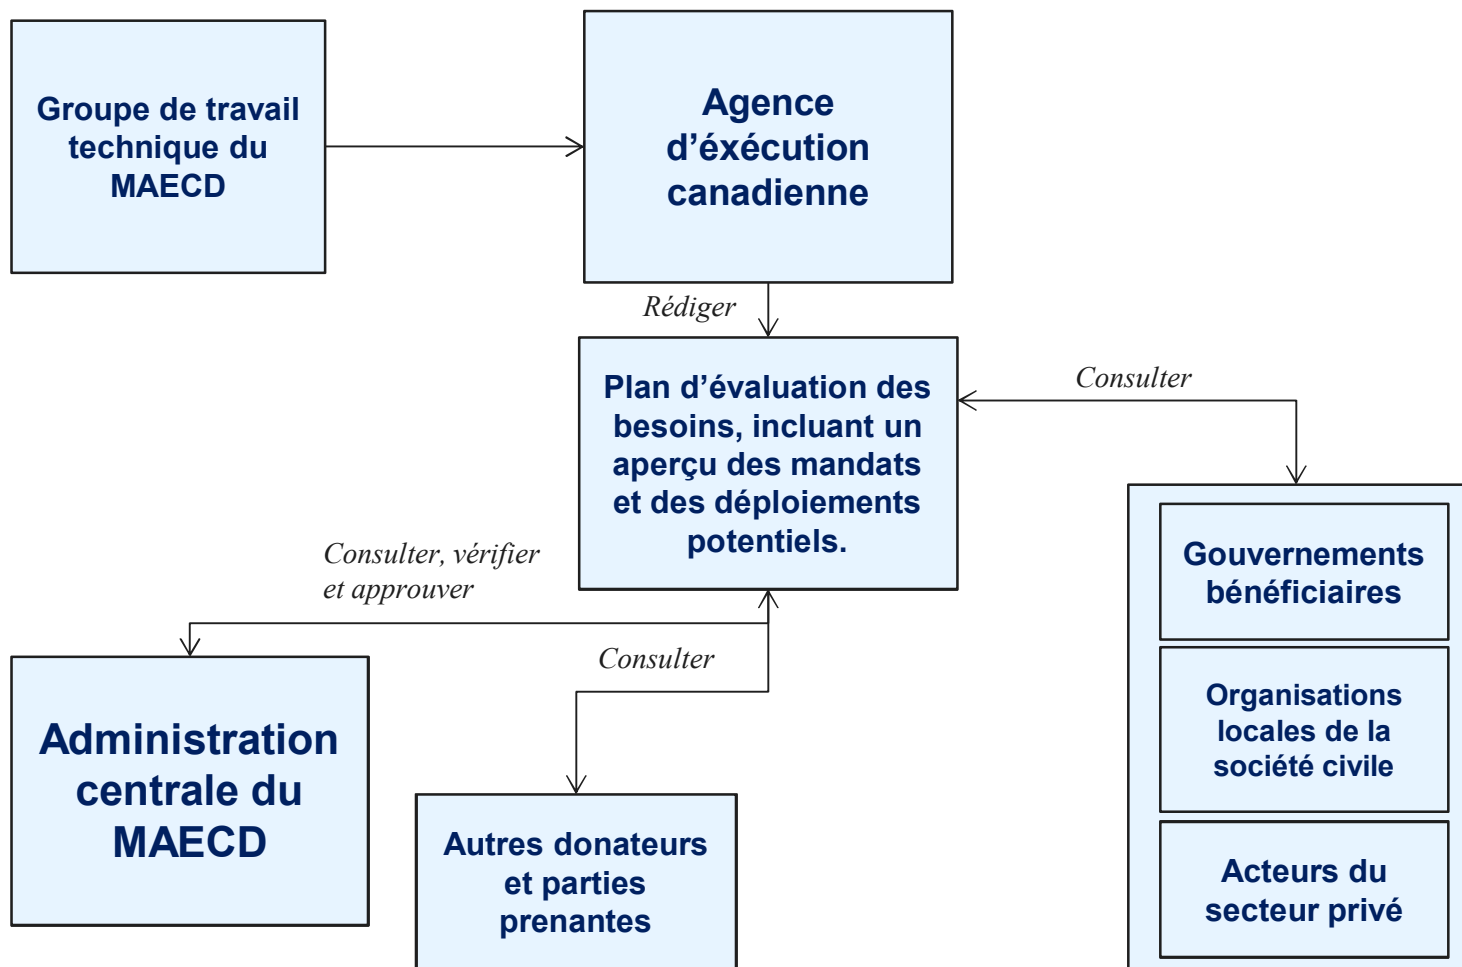 Groupe de travail
technique du
MAECD
Agence
d’éxécution
canadienne
Rédiger
Plan d’évaluation des
besoins, incluant un
aperçu des mandats
et des déploiements
potentiels.
Consulter
Consulter, vérifier
et approuver
Consulter
Gouvernements
bénéficiaires
Organisations
locales de la
société civile
Acteurs du
secteur privé
Administration
centrale du
MAECD
Autres donateurs
et parties
prenantes